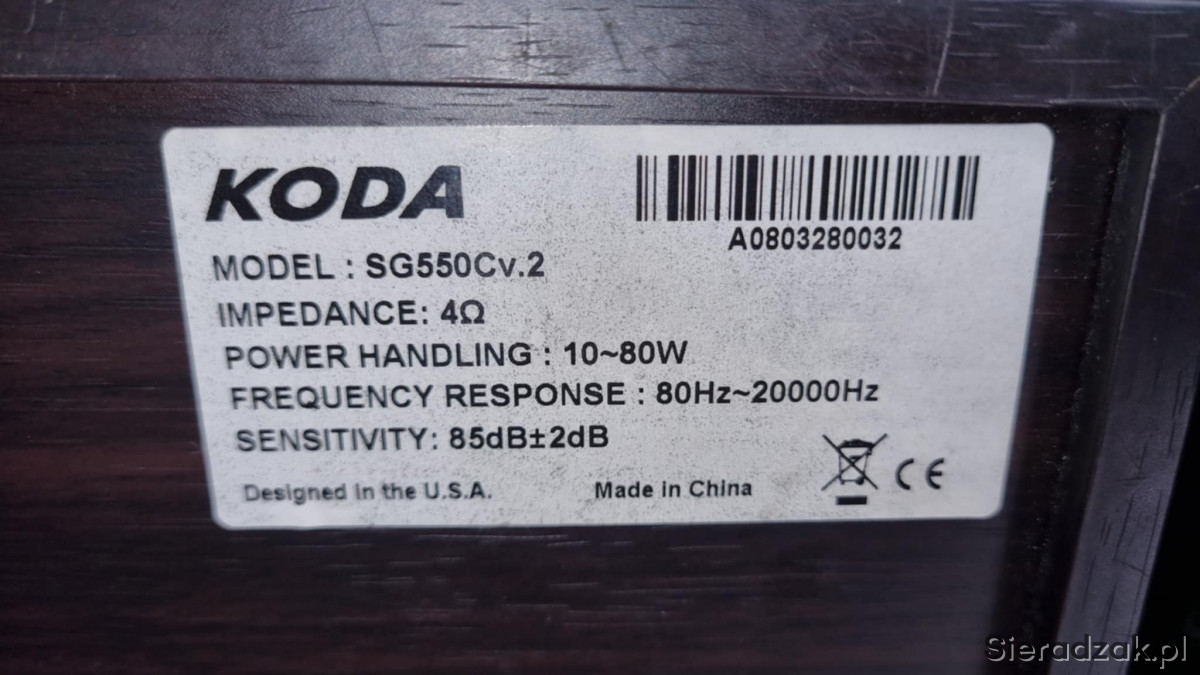 KODA
A0803280032
MODEL : SG550Cv.2
IMPEDANCE: 4Ω
POWER HANDLING : 10~80W
FREQUENCY RESPONSE : 80Hz~20000Hz
SENSITIVITY: 85dB±2dB
Designed in the U.S.A. Made in China
CE
Sieradzak.pl